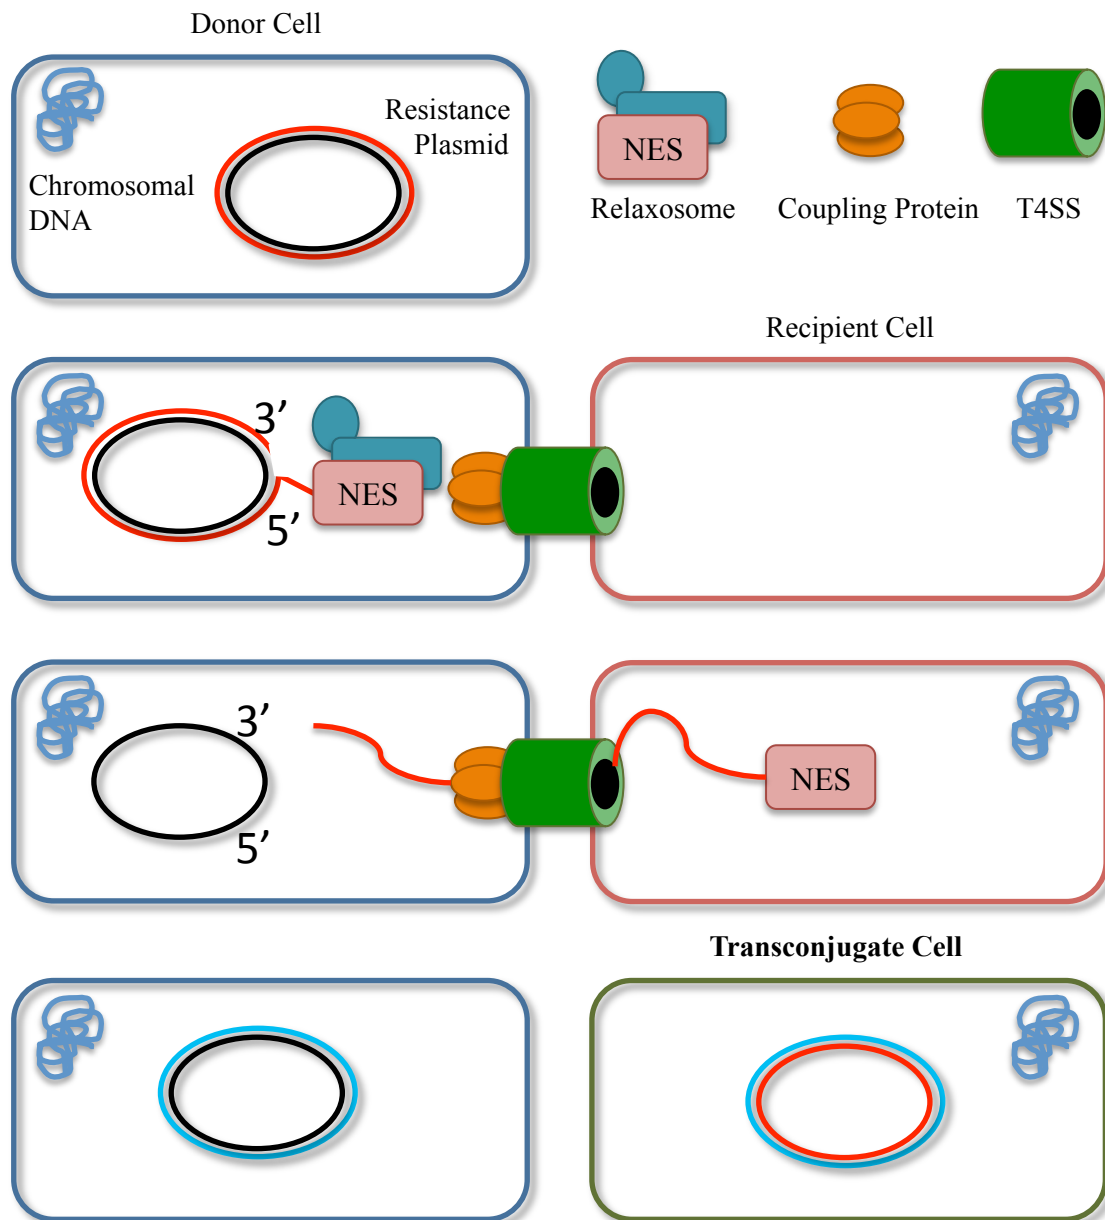 Donor Cell
Resistance
Plasmid
Chromosomal
DNA
NES
Relaxosome
Coupling Protein
T4SS
Recipient Cell
3’
NES
5’
3’
NES
5’
Transconjugate Cell